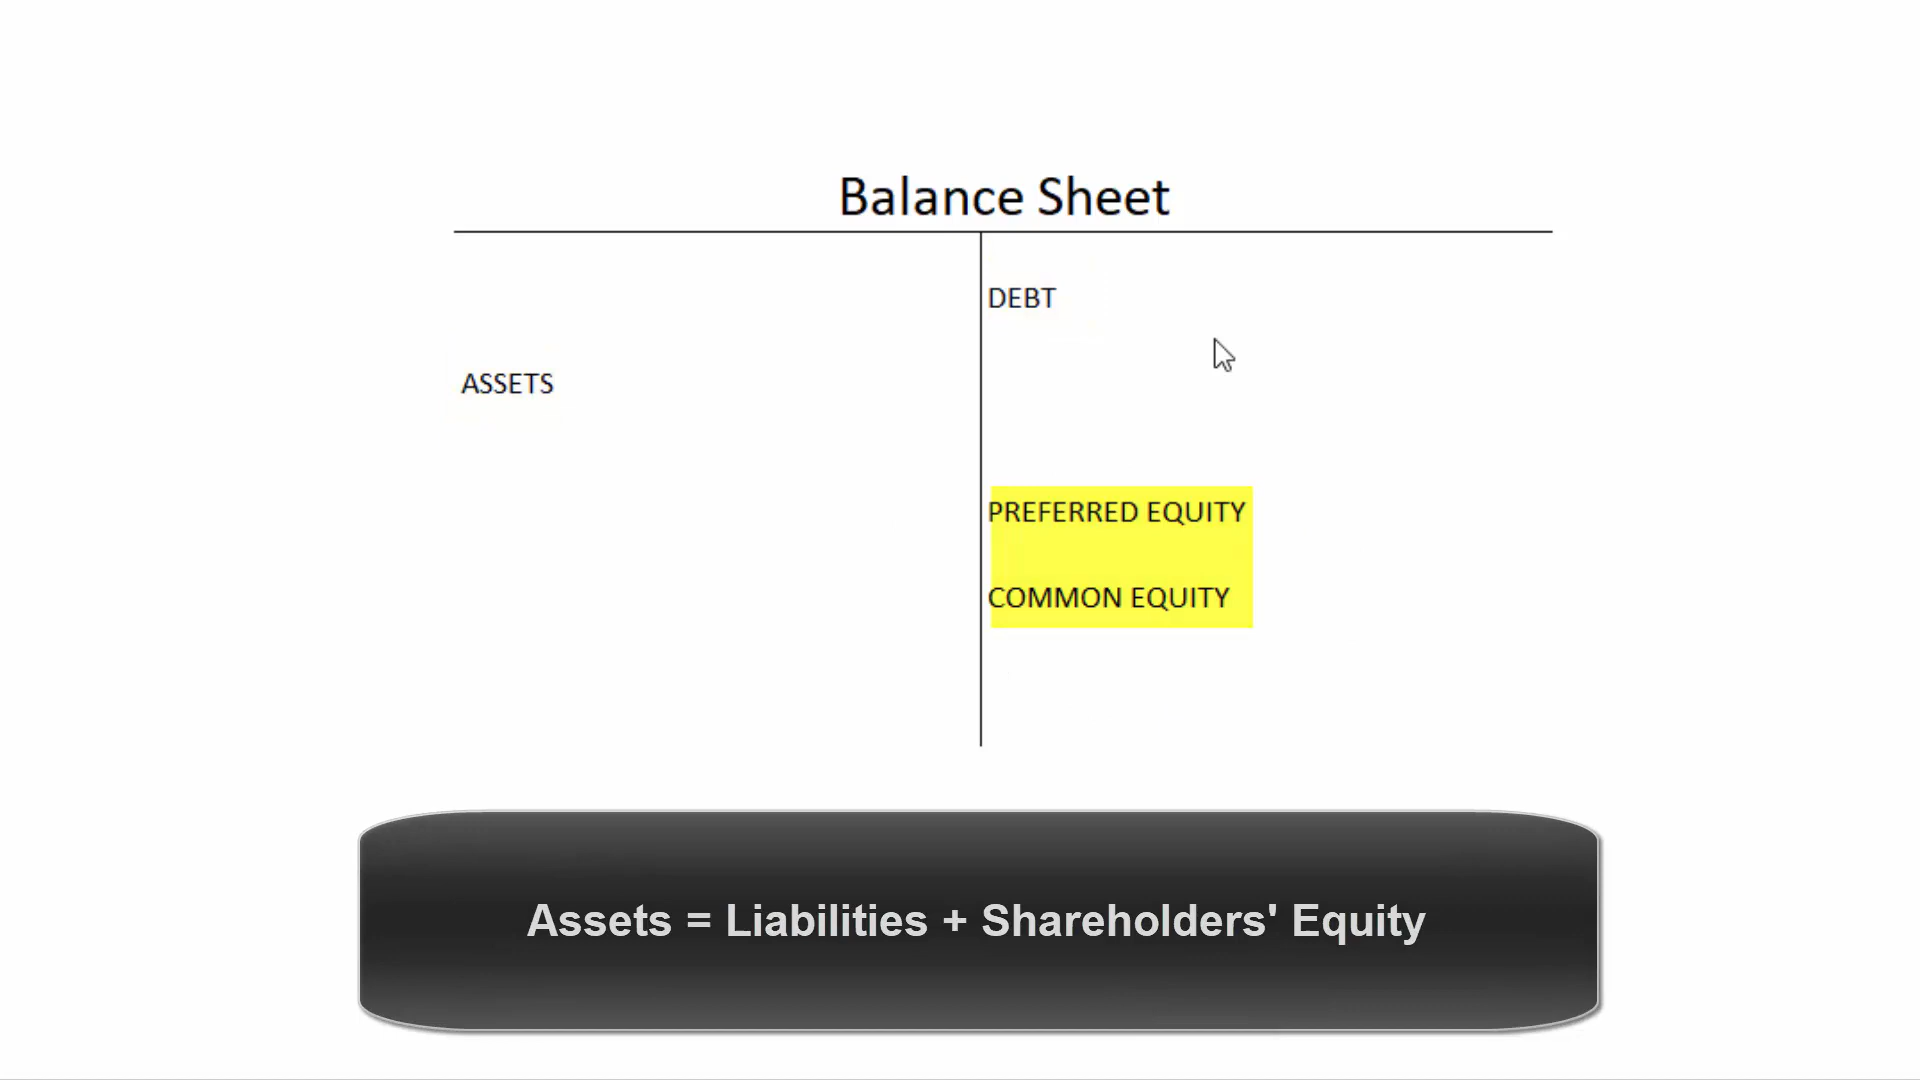 Balance Sheet
DEBT
ASSETS
PREFERRED EQUITY
COMMON EQUITY
Assets = Liabilities + Shareholders' Equity